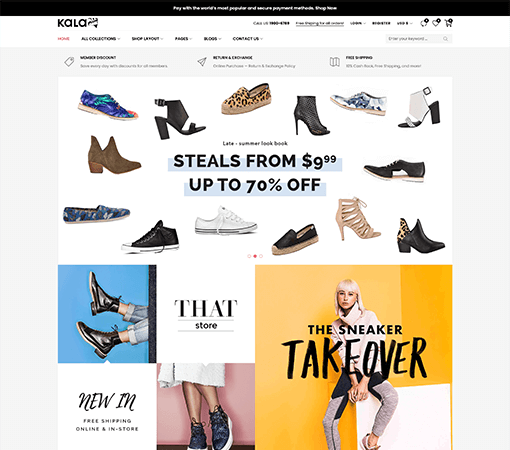 Pay with the world's most popular and secure payment methods. Shop Now
KALA
CALL US: 1900-6789 Free Shipping for all orders! LOGIN REGISTER USD $
HOME ALL COLLECTIONS SHOP LAYOUT PAGES BLOGS CONTACT US Enter your Keyword...
MEMBER DISCOUNT
Save every day with discounts for all members.
RETURN & EXCHANGE
Online Purchase – Return & Exchange Policy
FREE SHIPPING
Cash Back, Free Shipping, and more!
Late - summer look book
STEALS FROM $9⁹⁹
UP TO 70% OFF
THAT
store
THE SNEAKER
TAKEOVER
NEW IN
FREE SHIPPING
ONLINE & IN-STORE